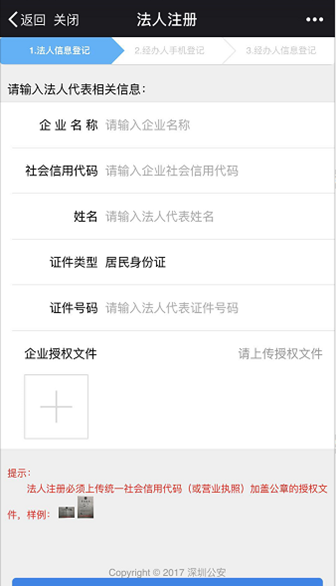 返回 关闭 法人注册
1.法人信息登记 2.经办人手机登记 3.经办人信息登记
请输入法人代表相关信息：
企业名称 请输入企业名称
社会信用代码 请输入企业社会信用代码
姓名 请输入法人代表姓名
证件类型 居民身份证
证件号码 请输入法人代表证件号码
企业授权文件 请上传授权文件
提示：
法人注册必须上传统一社会信用代码（或营业执照）加盖公章的授权文
件，样例：
Copyright © 2017 深圳公安